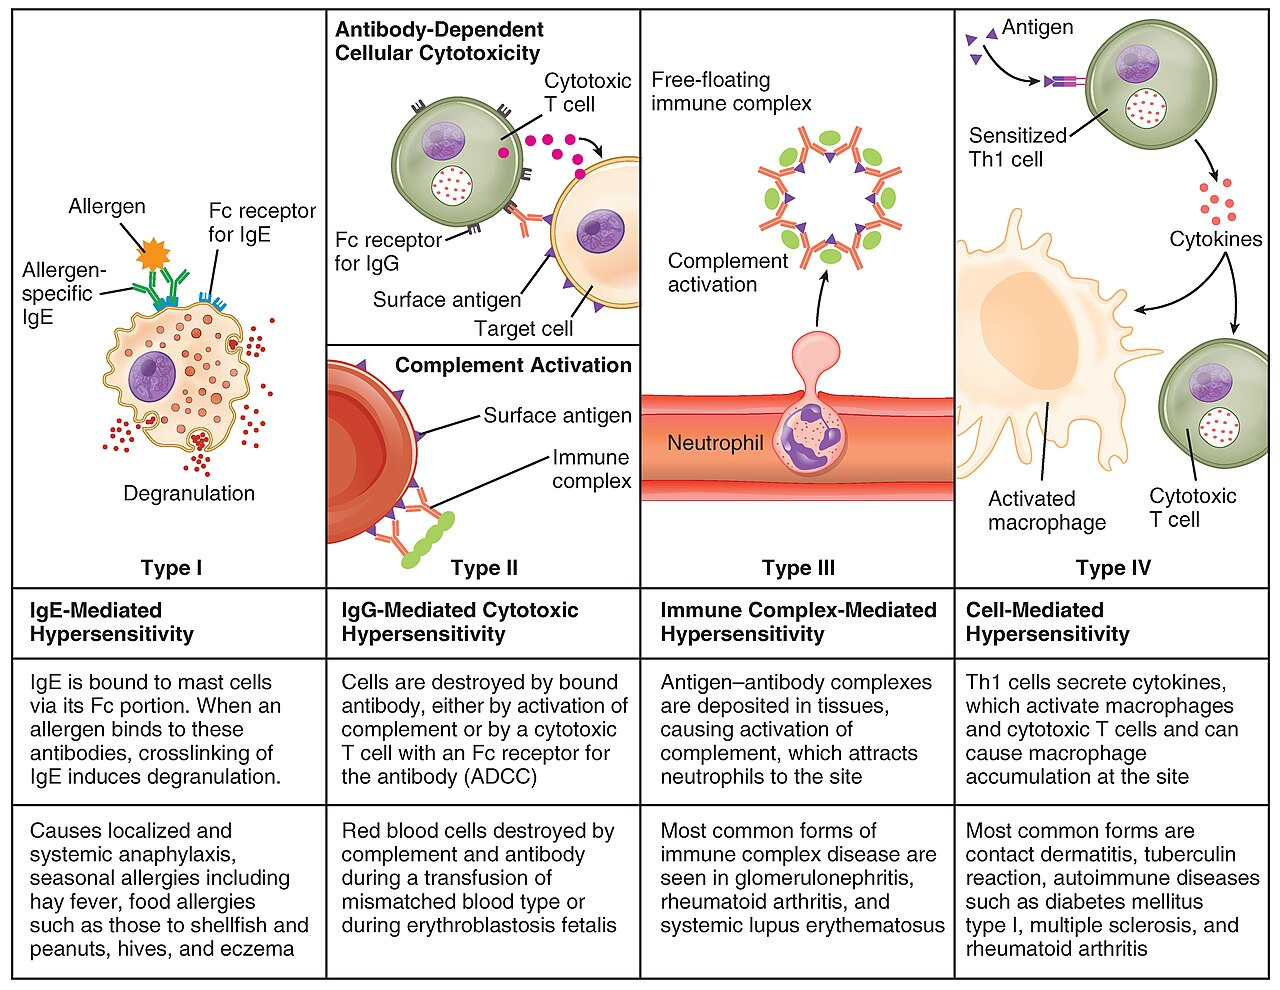 Allergen
Fc receptor
for IgE
Allergen-
specific
IgE
Degranulation
Type I
Antibody-Dependent
Cellular Cytotoxicity
Cytotoxic
T cell
Fc receptor
for IgG
Surface antigen
Target cell
Complement Activation
Surface antigen
Immune
complex
Type II
Free-floating
immune complex
Complement
activation
Neutrophil
Type III
Antigen
Sensitized
Th1 cell
Cytokines
Activated
macrophage
Cytotoxic
T cell
Type IV
IgE-Mediated
Hypersensitivity
IgG-Mediated Cytotoxic
Hypersensitivity
Immune Complex-Mediated
Hypersensitivity
Cell-Mediated
Hypersensitivity
IgE is bound to mast cells
via its Fc portion. When an
allergen binds to these
antibodies, crosslinking of
IgE induces degranulation.
Cells are destroyed by bound
antibody, either by activation of
complement or by a cytotoxic
T cell with an Fc receptor for
the antibody (ADCC)
Antigen–antibody complexes
are deposited in tissues,
causing activation of
complement, which attracts
neutrophils to the site
Th1 cells secrete cytokines,
which activate macrophages
and cytotoxic T cells and can
cause macrophage
accumulation at the site
Causes localized and
systemic anaphylaxis,
seasonal allergies including
hay fever, food allergies
such as those to shellfish and
peanuts, hives, and eczema
Red blood cells destroyed by
complement and antibody
during a transfusion of
mismatched blood type or
during erythroblastosis fetalis
Most common forms of
immune complex disease are
seen in glomerulonephritis,
rheumatoid arthritis, and
systemic lupus erythematosus
Most common forms are
contact dermatitis, tuberculin
reaction, autoimmune diseases
such as diabetes mellitus
type I, multiple sclerosis, and
rheumatoid arthritis